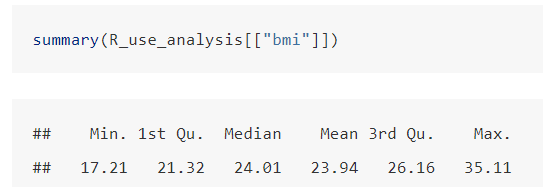 summary(R_use_analysis[["bmi"]])
##    Min. 1st Qu.  Median    Mean 3rd Qu.    Max.
##   17.21   21.32   24.01   23.94   26.16   35.11